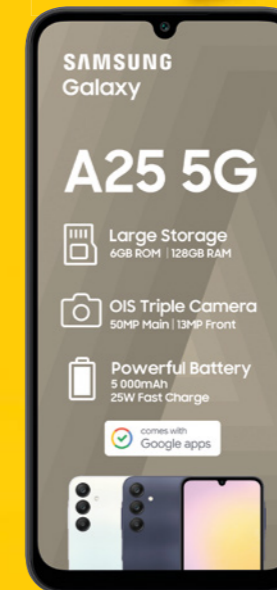 SAMSUNG
Galaxy
A25 5G
Large Storage
6GB ROM | 128GB RAM
OIS Triple Camera
50MP Main | 13MP Front
Powerful Battery
5 000mAh
25W Fast Charge
comes with
Google apps